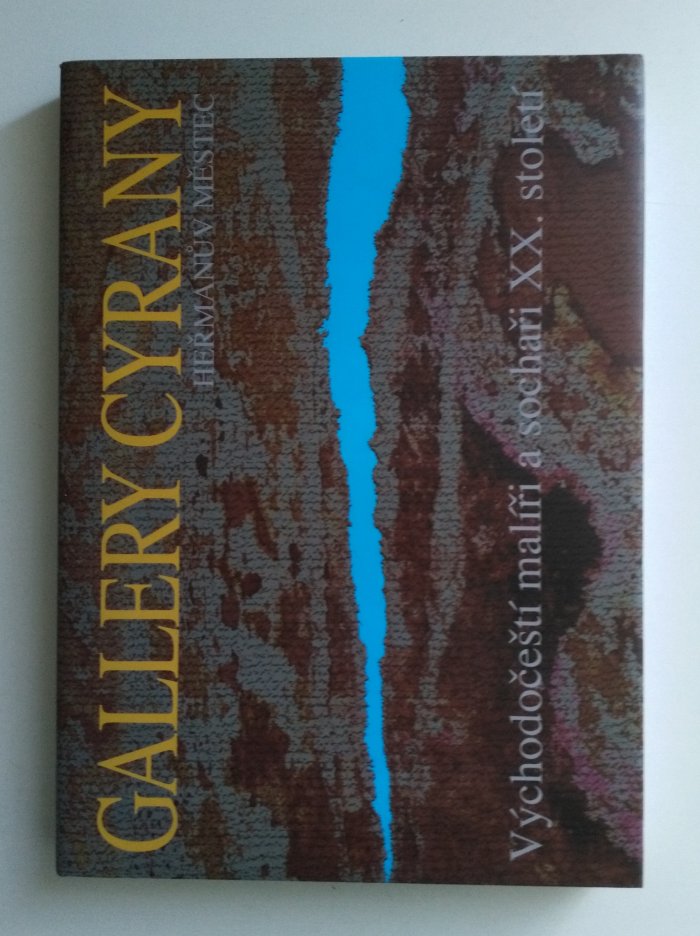 GALLERY CYRANY
HEŘMANŮV MĚSTEC
Východočeští malíři a sochaři XX. století